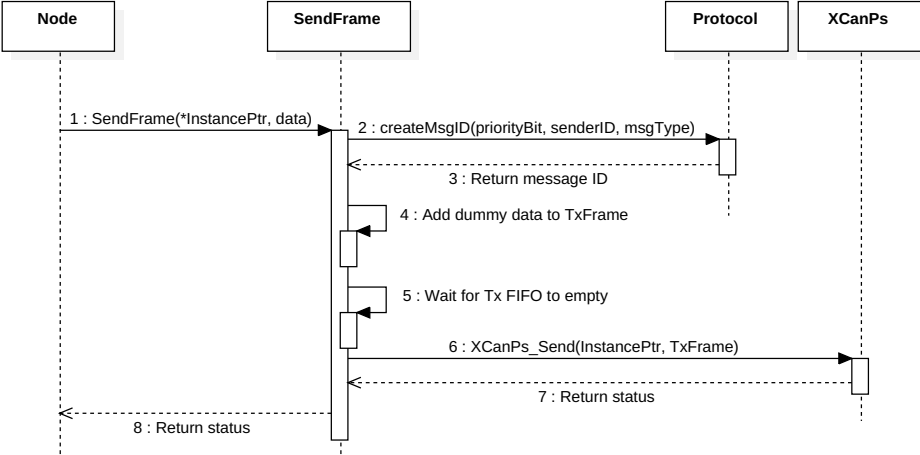 Node
SendFrame
Protocol
XCanPs
1 : SendFrame(*InstancePtr, data)
2 : createMsgID(priorityBit, senderID, msgType)
3 : Return message ID
4 : Add dummy data to TxFrame
5 : Wait for Tx FIFO to empty
6 : XCanPs_Send(InstancePtr, TxFrame)
7 : Return status
8 : Return status